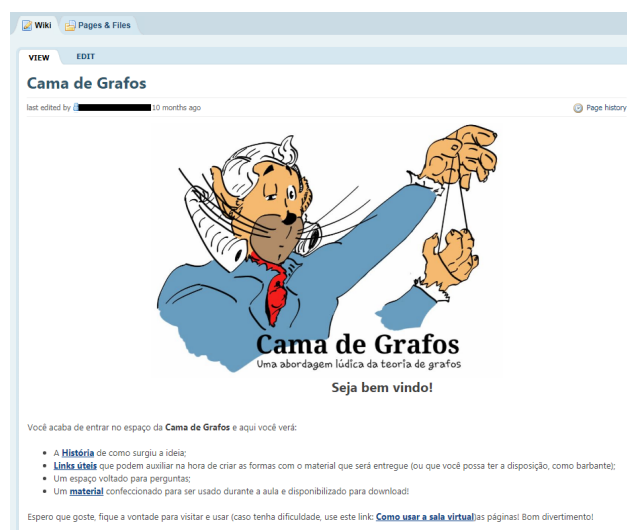 Wiki Pages & Files
VIEW EDIT
Cama de Grafos
last edited by 10 months ago Page history
Cama de Grafos
Uma abordagem lúdica da teoria de grafos
Seja bem vindo!
Você acaba de entrar no espaço da Cama de Grafos e aqui você verá:
A História de como surgiu a ideia;
Links úteis que podem auxiliar na hora de criar as formas com o material que será entregue (ou que você possa ter a disposição, como barbante);
Um espaço voltado para perguntas;
Um material confeccionado para ser usado durante a aula e disponibilizado para download!
Espero que goste, fique a vontade para visitar e usar (caso tenha dificuldade, use este link: Como usar a sala virtual)as páginas! Bom divertimento!